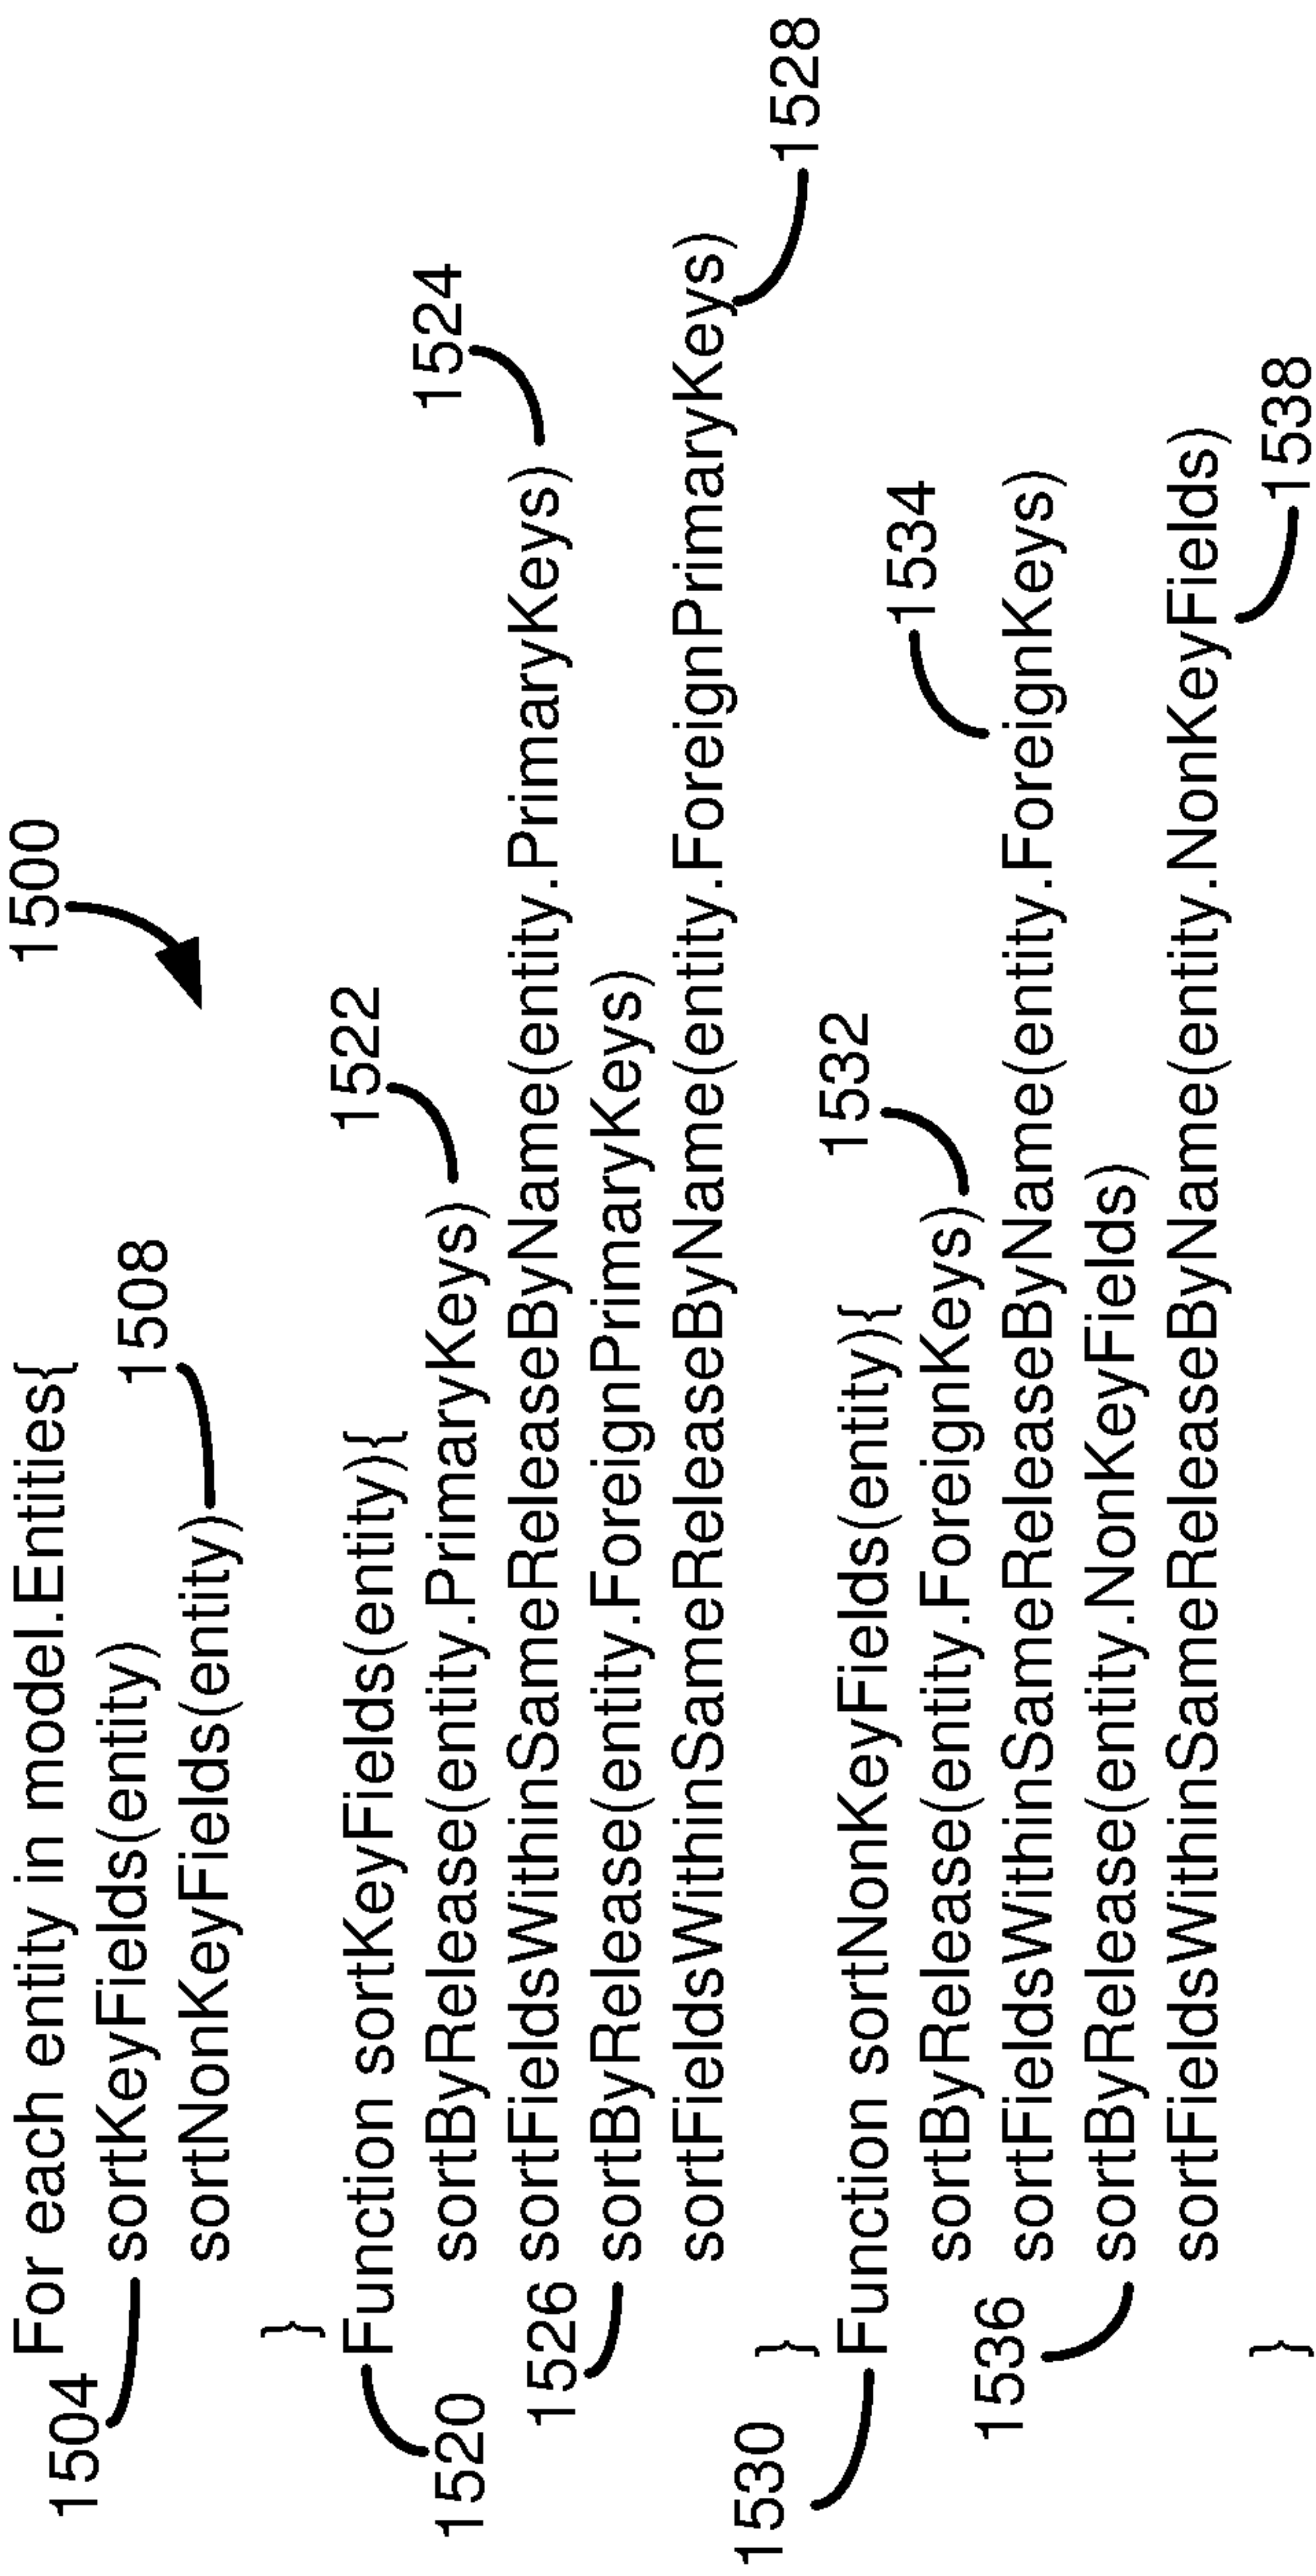 1500
For each entity in model.Entities{
1504 sortKeyFields(entity)
sortNonKeyFields(entity) 1508
}
1520 Function sortKeyFields(entity){
sortByRelease(entity.PrimaryKeys) 1522
sortFieldsWithinSameReleaseByName(entity.PrimaryKeys) 1524
1526 sortByRelease(entity.ForeignPrimaryKeys)
sortFieldsWithinSameReleaseByName(entity.ForeignPrimaryKeys) 1528
}
1530 Function sortNonKeyFields(entity){
sortByRelease(entity.ForeignKeys) 1532
sortFieldsWithinSameReleaseByName(entity.ForeignKeys) 1534
1536 sortByRelease(entity.NonKeyFields)
sortFieldsWithinSameReleaseByName(entity.NonKeyFields) 1538
}